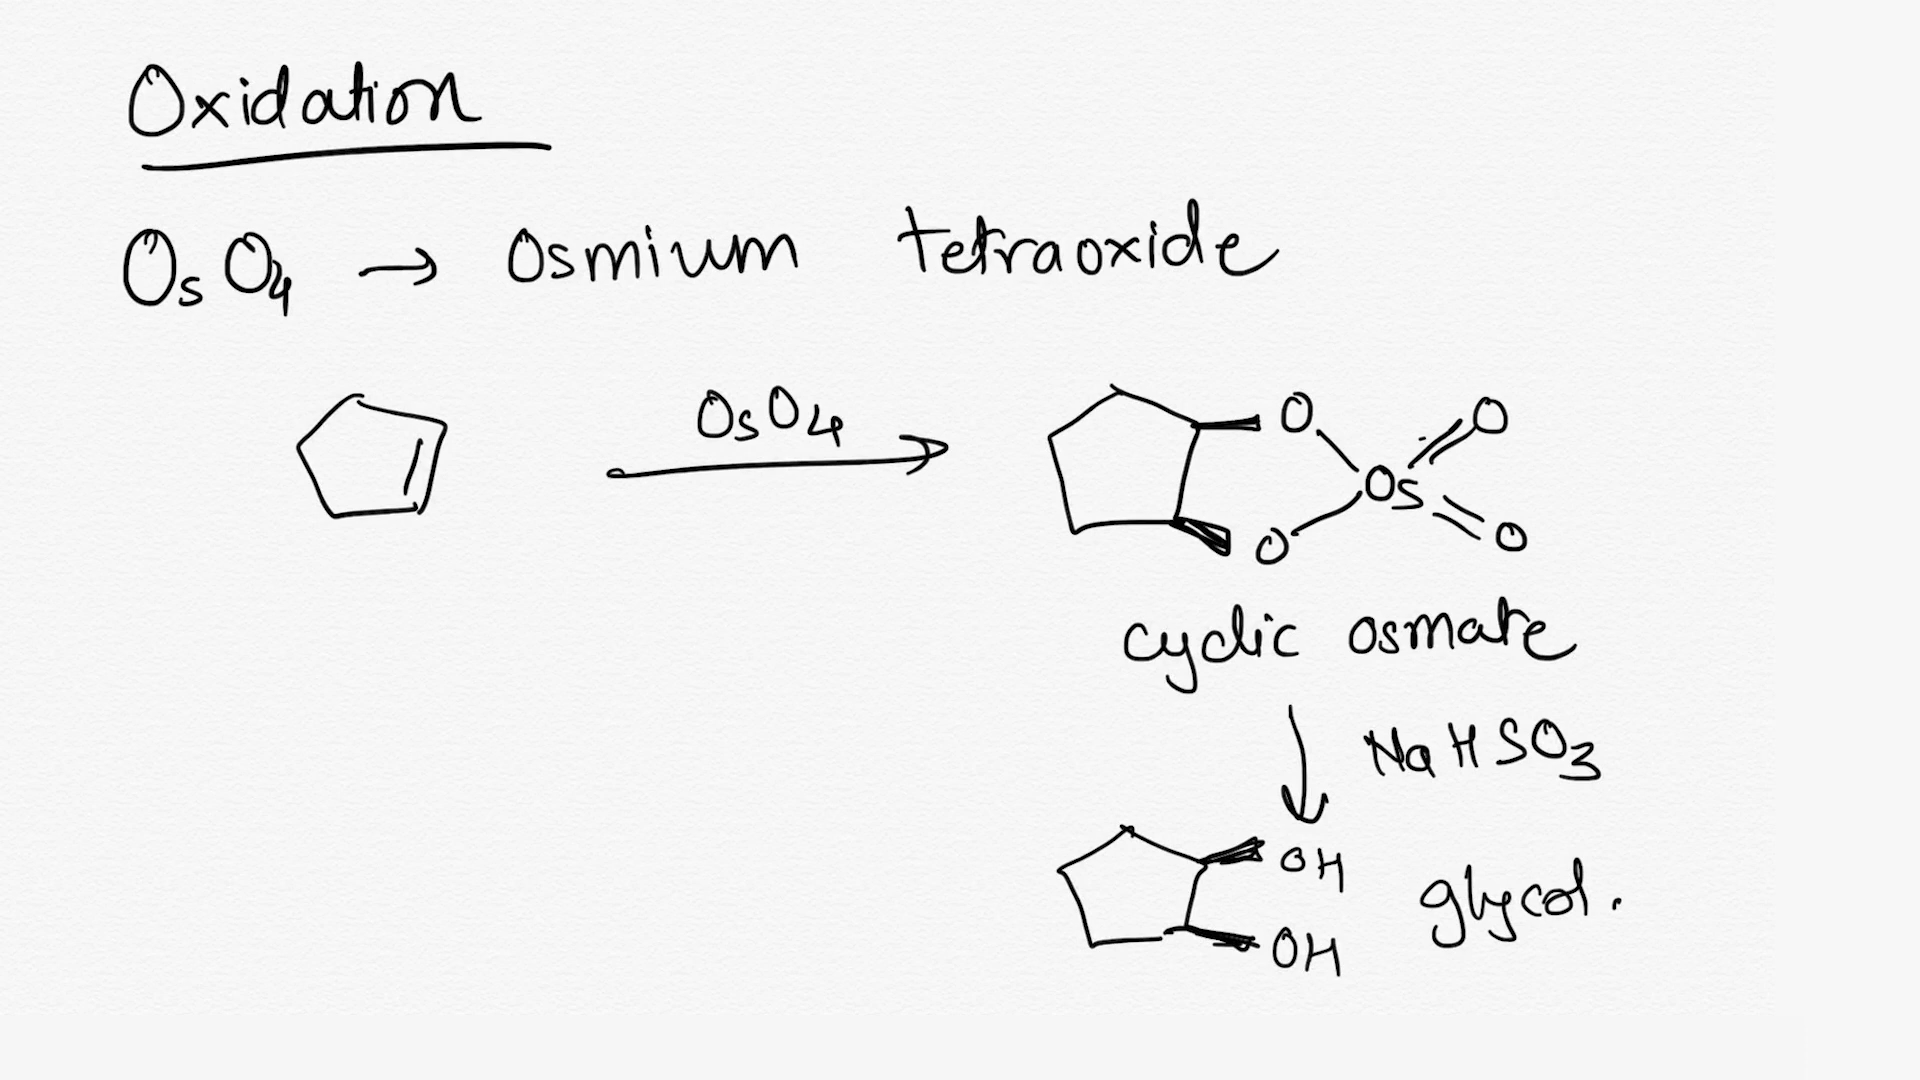 Oxidation
OsO4 → Osmium tetraoxide
OsO4
O O
Os
O O
cyclic osmate
NaHSO3
OH
glycol.
OH